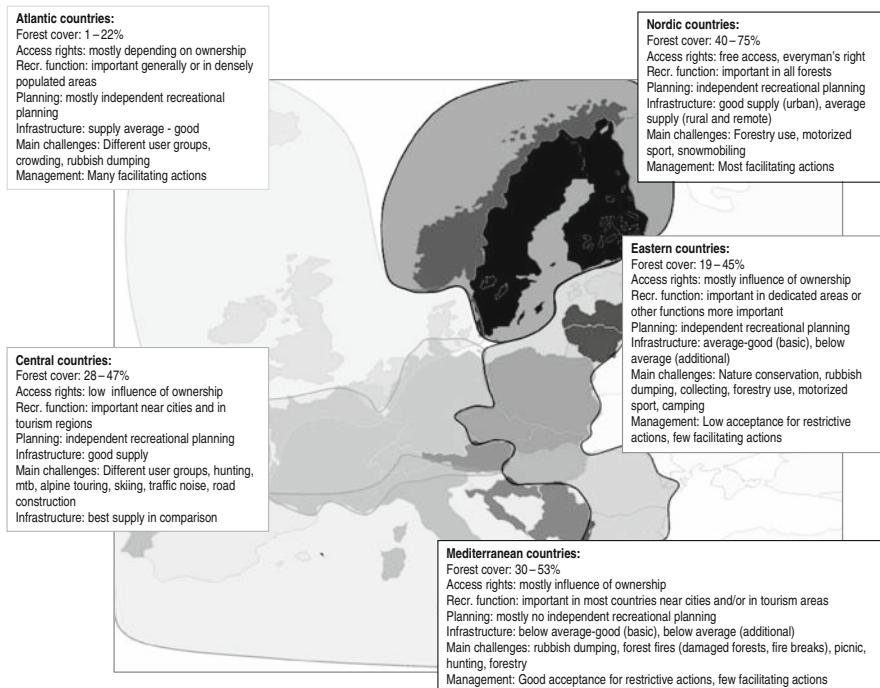 Atlantic countries:
Forest cover: 1–22%
Access rights: mostly depending on ownership
Recr. function: important generally or in densely
populated areas
Planning: mostly independent recreational
planning
Infrastructure: supply average - good
Main challenges: Different user groups,
crowding, rubbish dumping
Management: Many facilitating actions
Nordic countries:
Forest cover: 40–75%
Access rights: free access, everyman's right
Recr. function: important in all forests
Planning: independent recreational planning
Infrastructure: good supply (urban), average
supply (rural and remote)
Main challenges: Forestry use, motorized
sport, snowmobiling
Management: Most facilitating actions
Eastern countries:
Forest cover: 19–45%
Access rights: mostly influence of ownership
Recr. function: important in dedicated areas or
other functions more important
Planning: independent recreational planning
Infrastructure: average-good (basic), below
average (additional)
Main challenges: Nature conservation, rubbish
dumping, collecting, forestry use, motorized
sport, camping
Management: Low acceptance for restrictive
actions, few facilitating actions
Central countries:
Forest cover: 28–47%
Access rights: low influence of ownership
Recr. function: important near cities and in
tourism regions
Planning: independent recreational planning
Infrastructure: good supply
Main challenges: Different user groups, hunting,
mtb, alpine touring, skiing, traffic noise, road
construction
Infrastructure: best supply in comparison
Mediterranean countries:
Forest cover: 30–53%
Access rights: mostly influence of ownership
Recr. function: important in most countries near cities and/or in tourism areas
Planning: mostly no independent recreational planning
Infrastructure: below average-good (basic), below average (additional)
Main challenges: rubbish dumping, forest fires (damaged forests, fire breaks), picnic,
hunting, forestry
Management: Good acceptance for restrictive actions, few facilitating actions